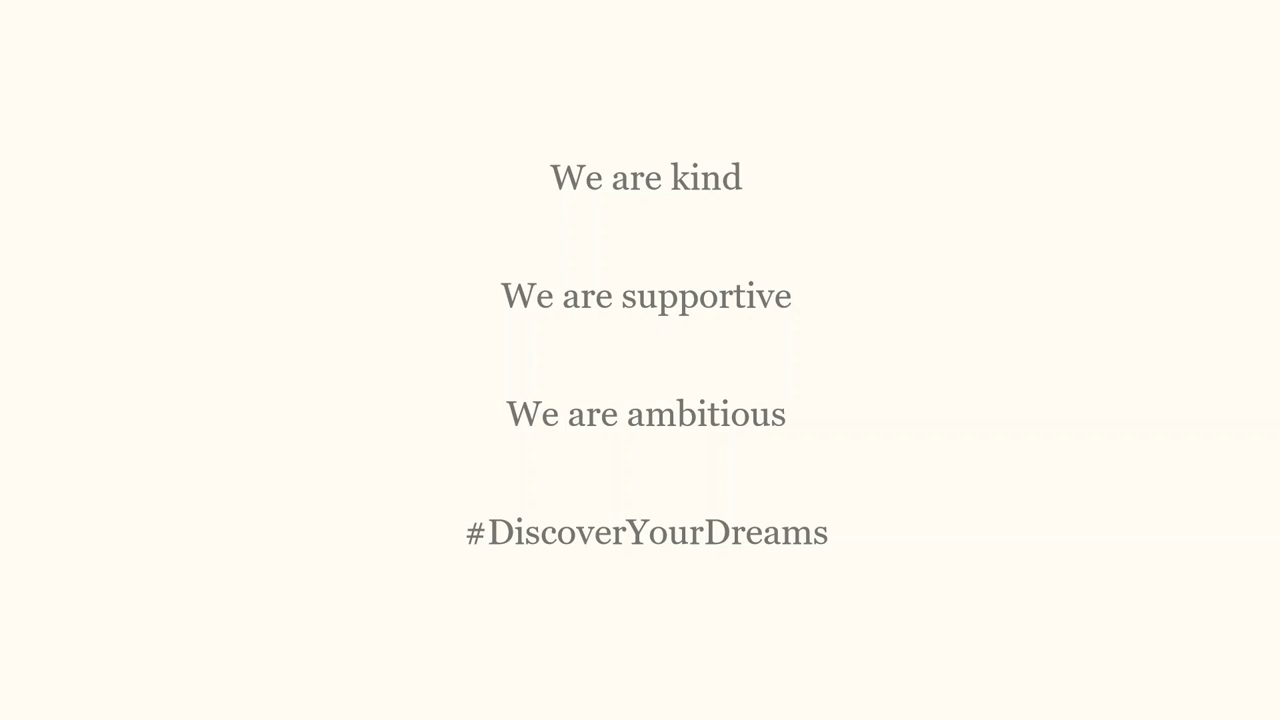 We are kind
We are supportive
We are ambitious
#DiscoverYourDreams